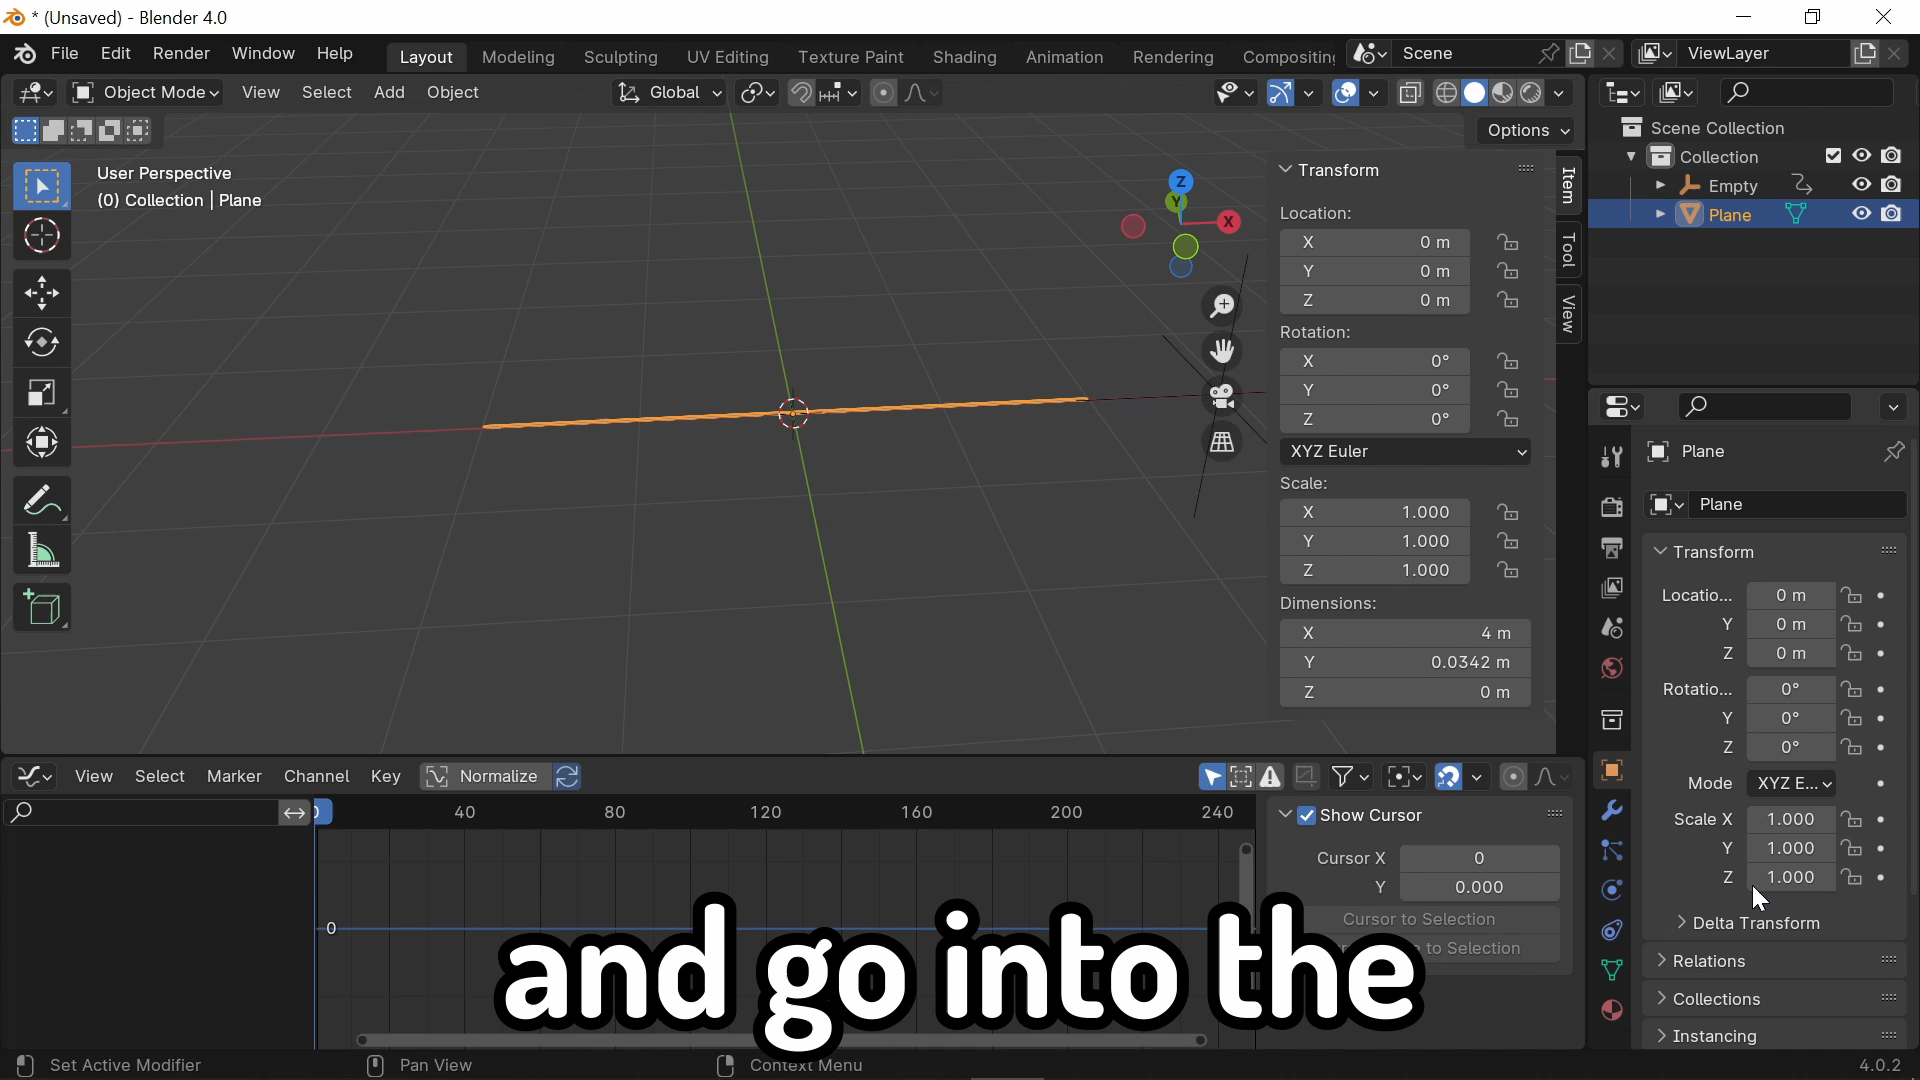 * (Unsaved) - Blender 4.0
File Edit Render Window Help Layout Modeling Sculpting UV Editing Texture Paint Shading Animation Rendering Compositing Scene ViewLayer
Object Mode View Select Add Object Global
Options
User Perspective
(0) Collection | Plane
Z
Y
X
Transform
Location:
X 0 m
Y 0 m
Z 0 m
Rotation:
X 0°
Y 0°
Z 0°
XYZ Euler
Scale:
X 1.000
Y 1.000
Z 1.000
Dimensions:
X 4 m
Y 0.0342 m
Z 0 m
Item
Tool
View
Scene Collection
Collection
Empty
Plane
Plane
Plane
Transform
Locatio... 0 m
Y 0 m
Z 0 m
Rotatio... 0°
Y 0°
Z 0°
Mode XYZ E...
Scale X 1.000
Y 1.000
Z 1.000
Delta Transform
Relations
Collections
Instancing
View Select Marker Channel Key Normalize
40 80 120 160 200 240
0
Show Cursor
Cursor X 0
Y 0.000
Cursor to Selection
to Selection
and go into the
Set Active Modifier Pan View Context Menu 4.0.2